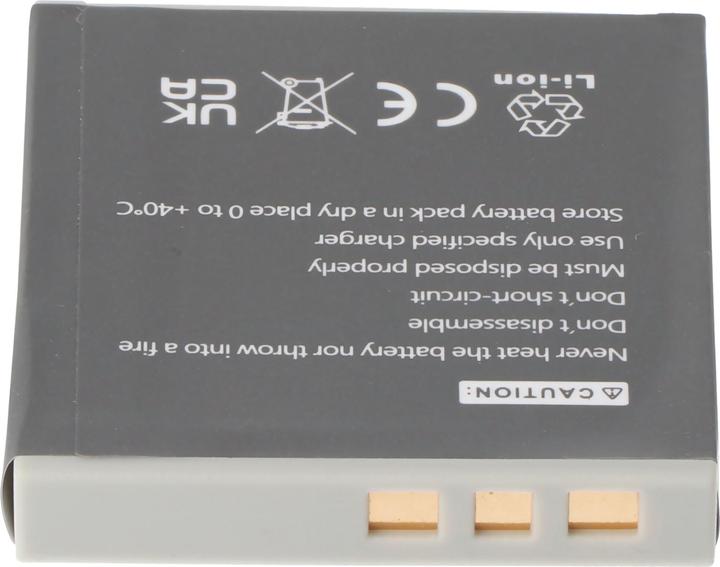 ⚠ CAUTION:
Never heat the battery nor throw into a fire
Don´t disassemble
Don´t short-circuit
Must be disposed properly
Use only specified charger
Store battery pack in a dry place 0 to +40°C
Li-ion
CE
UK
CA